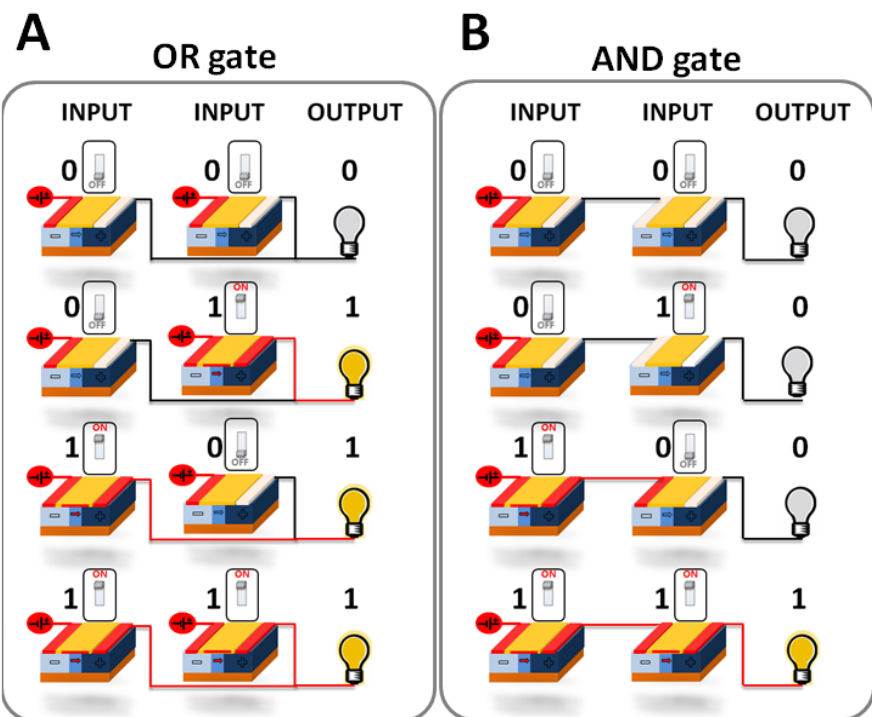 A
OR gate
INPUT INPUT OUTPUT
0 OFF 0 OFF 0
0 OFF 1 ON 1
1 ON 0 OFF 1
1 ON 1 ON 1
B
AND gate
INPUT INPUT OUTPUT
0 OFF 0 OFF 0
0 OFF 1 ON 0
1 ON 0 OFF 0
1 ON 1 ON 1